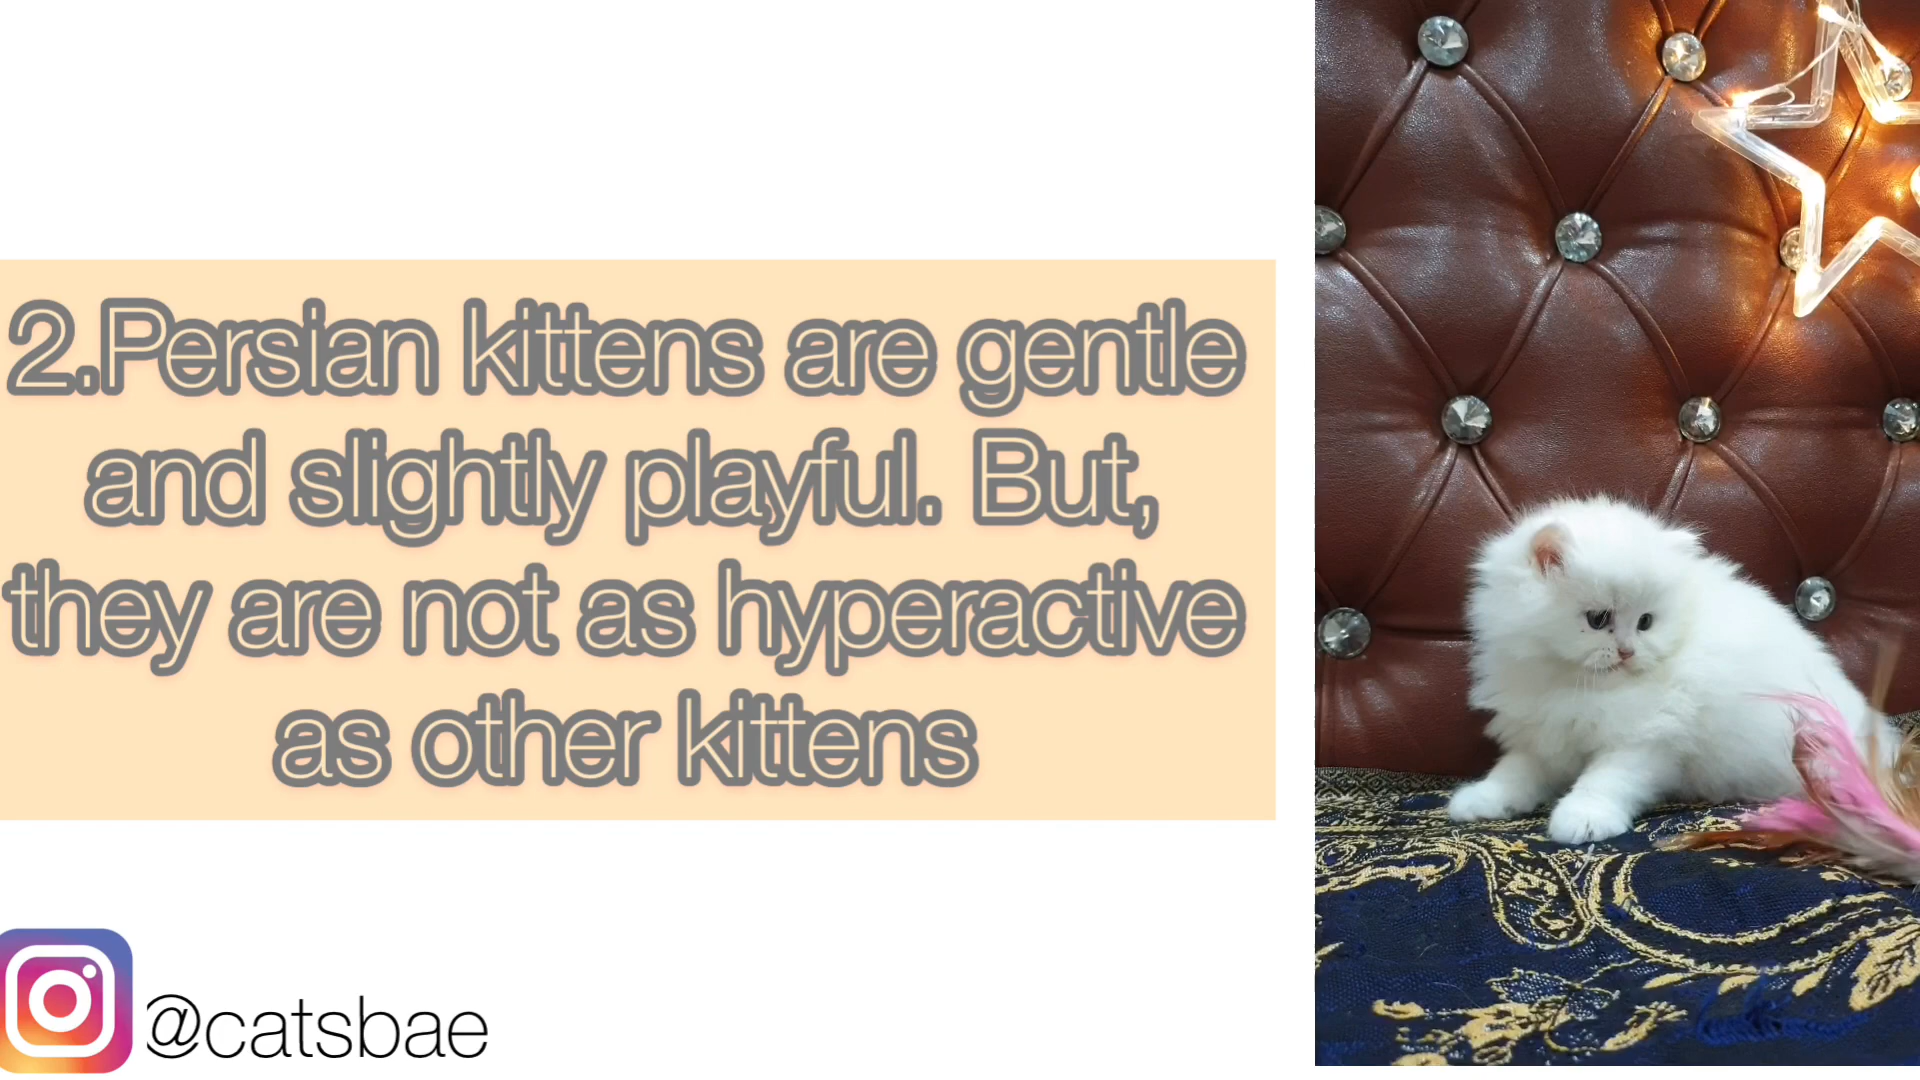 2.Persian kittens are gentle
and slightly playful. But,
they are not as hyperactive
as other kittens
@catsbae